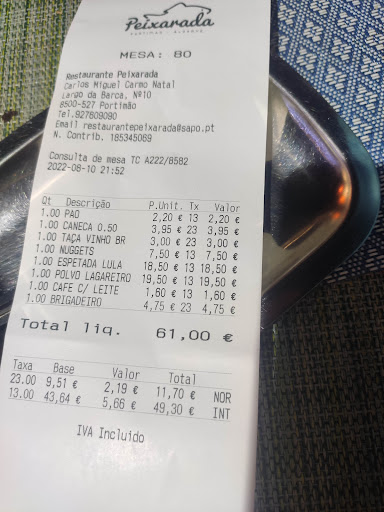 Peixarada
PORTIMÃO - ALGARVE
MESA: 80
Restaurante Peixarada
Carlos Miguel Carmo Natal
Largo da Barca, Nº10
8500-527 Portimão
Tel.927809090
Email restaurantepeixarada@sapo.pt
N. Contrib. 185345069
Consulta de mesa TC A222/8582
2022-08-10 21:52
Qt Descrição P.Unit. Tx Valor
1.00 PAO 2,20 € 13 2,20 €
1.00 CANECA 0.50 3,95 € 23 3,95 €
1.00 TAÇA VINHO BR 3,00 € 23 3,00 €
1.00 NUGGETS 7,50 € 13 7,50 €
1.00 ESPETADA LULA 18,50 € 13 18,50 €
1.00 POLVO LAGAREIRO 19,50 € 13 19,50 €
1.00 CAFE C/ LEITE 1,60 € 13 1,60 €
1.00 BRIGADEIRO 4,75 € 23 4,75 €
Total liq. 61,00 €
Taxa Base Valor Total
23.00 9,51 € 2,19 € 11,70 € NOR
13.00 43,64 € 5,66 € 49,30 € INT
IVA Incluido